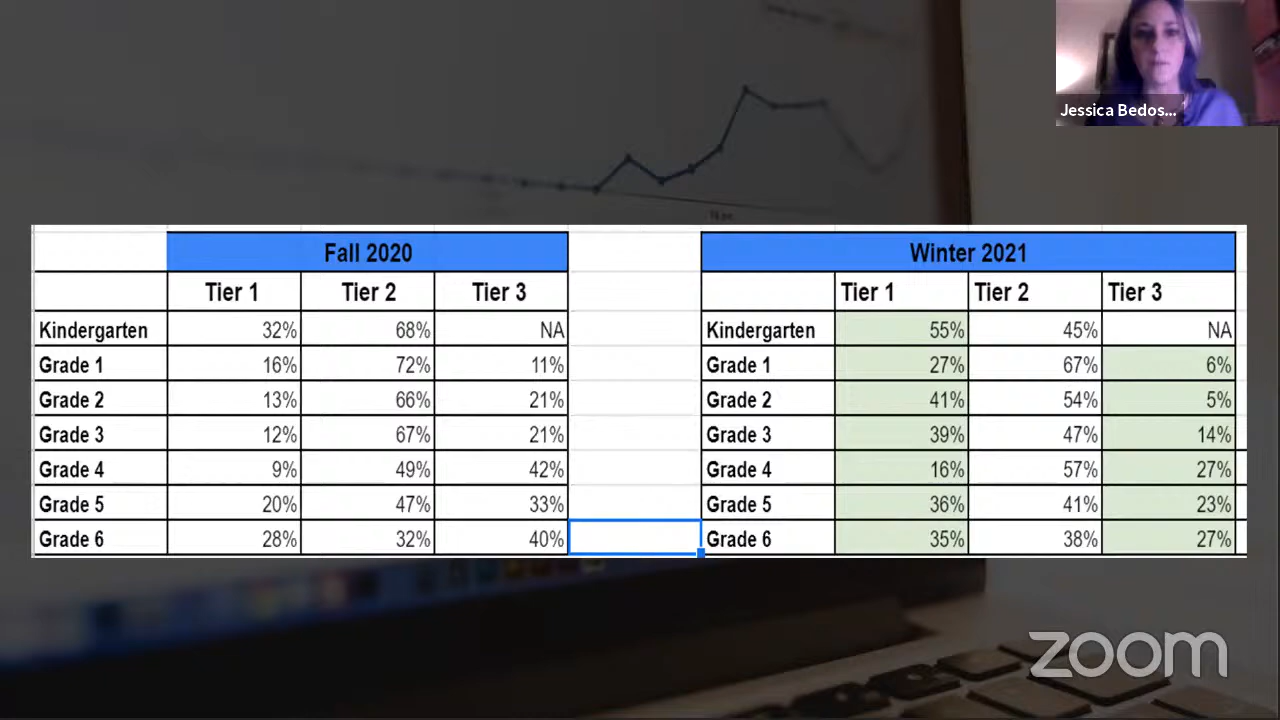 Jessica Bedos...
Fall 2020 Winter 2021
Tier 1 Tier 2 Tier 3 Tier 1 Tier 2 Tier 3
Kindergarten 32% 68% NA Kindergarten 55% 45% NA
Grade 1 16% 72% 11% Grade 1 27% 67% 6%
Grade 2 13% 66% 21% Grade 2 41% 54% 5%
Grade 3 12% 67% 21% Grade 3 39% 47% 14%
Grade 4 9% 49% 42% Grade 4 16% 57% 27%
Grade 5 20% 47% 33% Grade 5 36% 41% 23%
Grade 6 28% 32% 40% Grade 6 35% 38% 27%
zoom